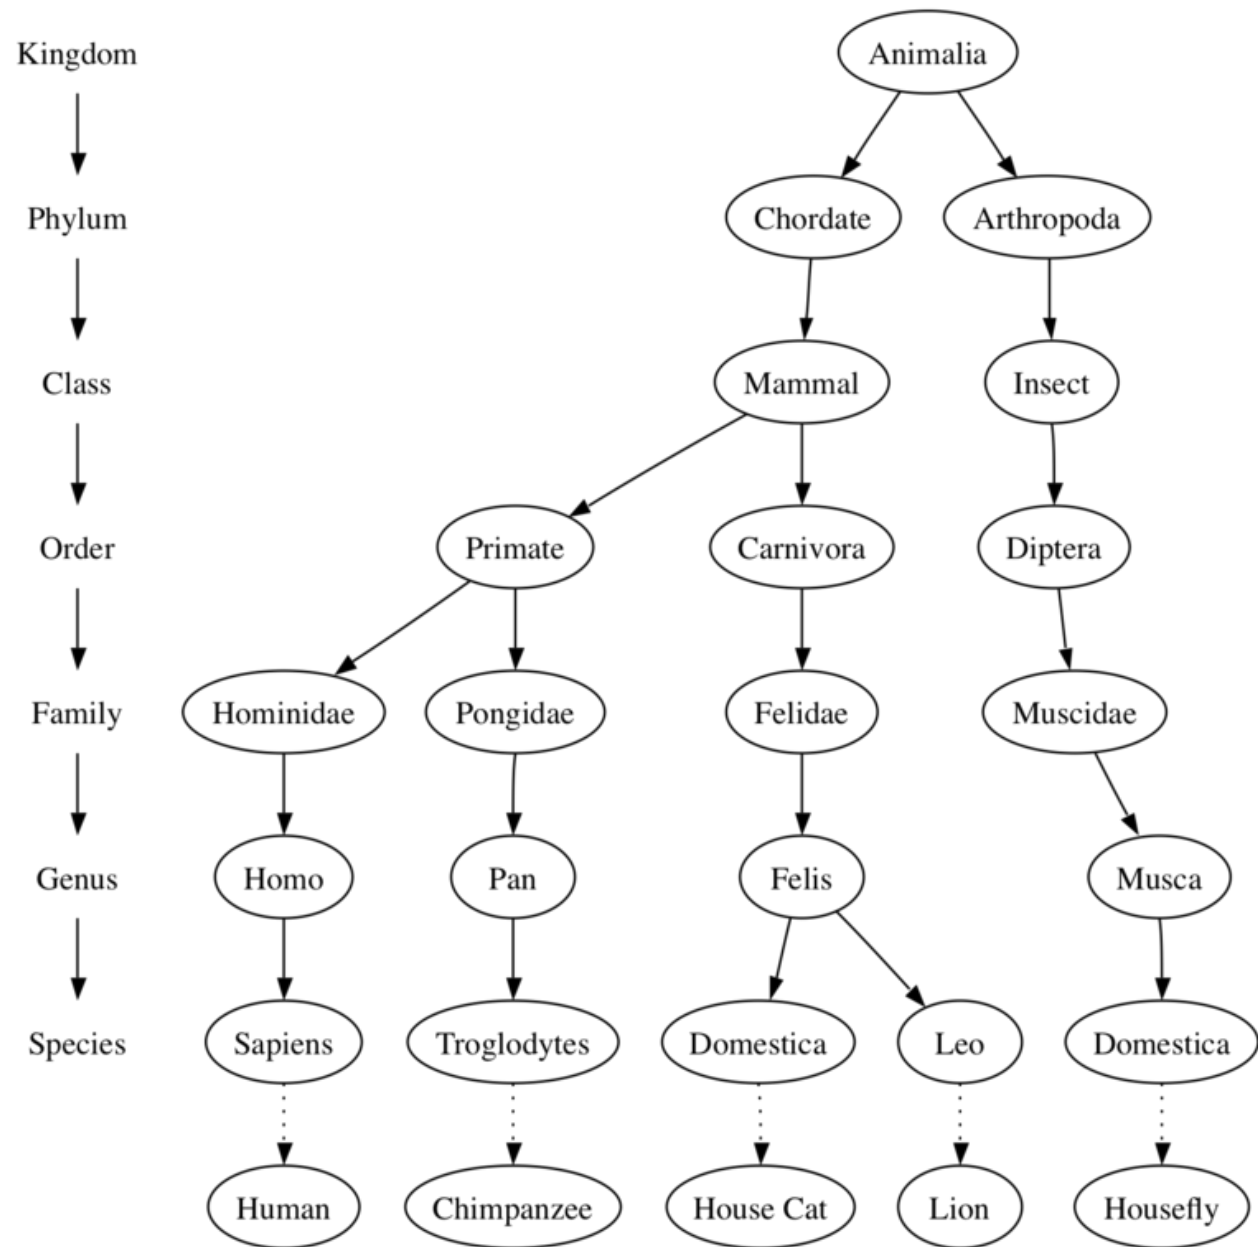 Kingdom Animalia
Phylum Chordate Arthropoda
Class Mammal Insect
Order Primate Carnivora Diptera
Family Hominidae Pongidae Felidae Muscidae
Genus Homo Pan Felis Musca
Species Sapiens Troglodytes Domestica Leo Domestica
Human Chimpanzee House Cat Lion Housefly